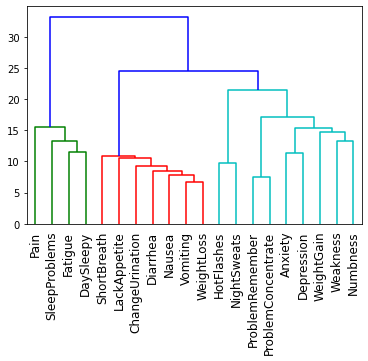 30
25
20
15
10
5
0
Pain
SleepProblems
Fatigue
DaySleepy
ShortBreath
LackAppetite
ChangeUrination
Diarrhea
Nausea
Vomiting
WeightLoss
HotFlashes
NightSweats
ProblemRemember
ProblemConcentrate
Anxiety
Depression
WeightGain
Weakness
Numbness